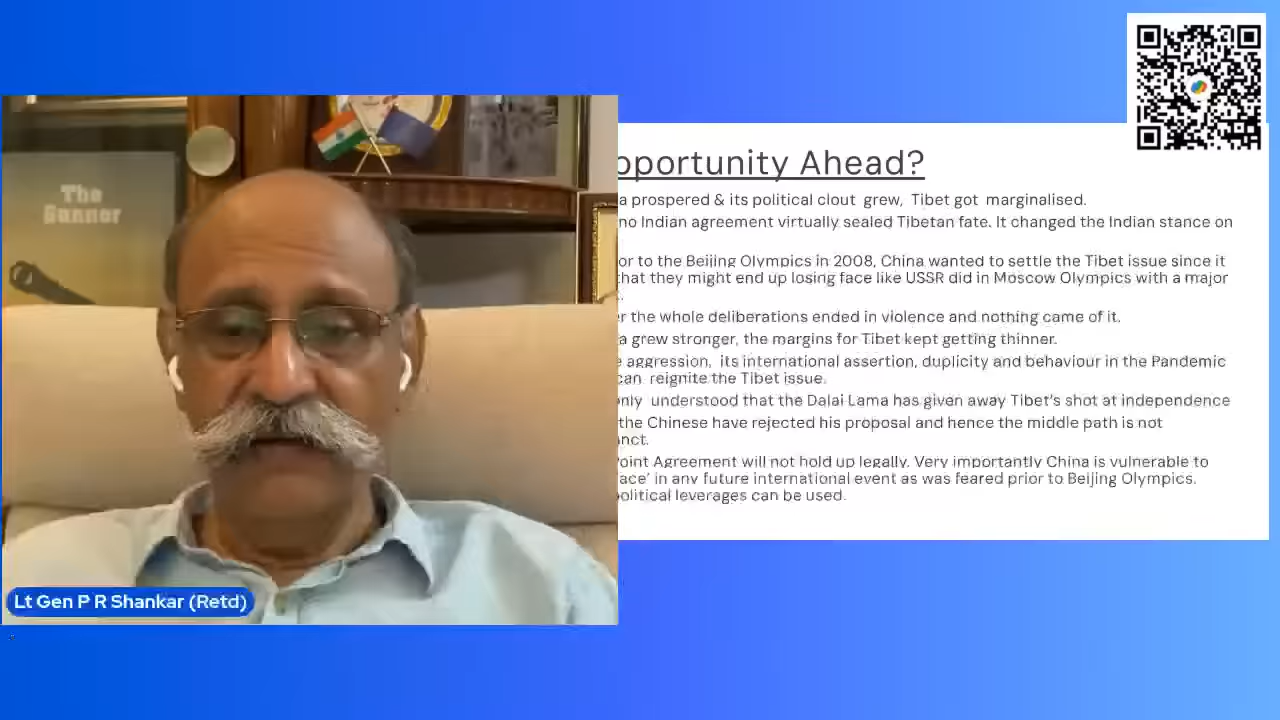 The
Gunner
pportunity Ahead?
a prospered & its political clout grew, Tibet got marginalised.
no Indian agreement virtually sealed Tibetan fate. It changed the Indian stance on
or to the Beijing Olympics in 2008, China wanted to settle the Tibet issue since it
hat they might end up losing face like USSR did in Moscow Olympics with a major
er the whole deliberations ended in violence and nothing came of it.
a grew stronger, the margins for Tibet kept getting thinner.
e aggression, its international assertion, duplicity and behaviour in the Pandemic
can reignite the Tibet issue.
only understood that the Dalai Lama has given away Tibet's shot at independence
the Chinese have rejected his proposal and hence the middle path is not
nct.
oint Agreement will not hold up legally. Very importantly China is vulnerable to
ace' in any future international event as was feared prior to Beijing Olympics.
political leverages can be used.
Lt Gen P R Shankar (Retd)